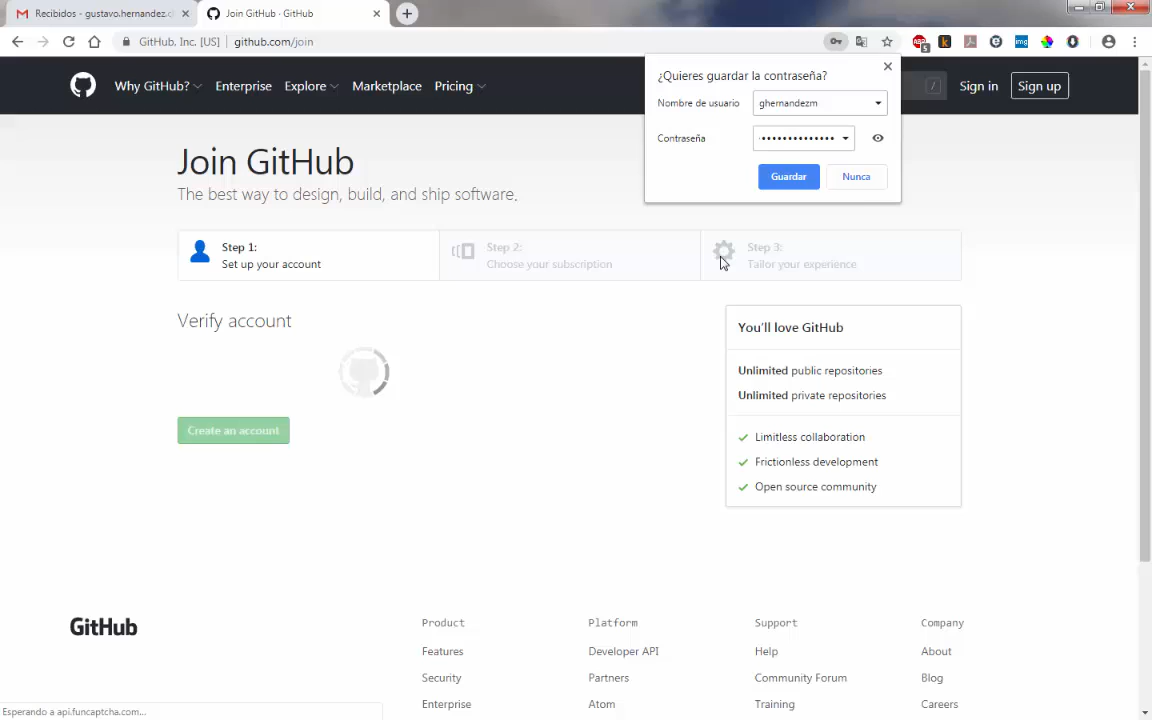 Recibidos - gustavo.hernandez.c
Join GitHub · GitHub
GitHub, Inc. [US]
github.com/join
5
Why GitHub?
Enterprise
Explore
Marketplace
Pricing
/
Sign in
Sign up
¿Quieres guardar la contraseña?
Nombre de usuario
ghernandezm
Contraseña
Guardar
Nunca
Join GitHub
The best way to design, build, and ship software.
Step 1:
Set up your account
Step 2:
Choose your subscription
Step 3:
Tailor your experience
Verify account
Create an account
You'll love GitHub
Unlimited public repositories
Unlimited private repositories
Limitless collaboration
Frictionless development
Open source community
GitHub
Product
Features
Security
Enterprise
Platform
Developer API
Partners
Atom
Support
Help
Community Forum
Training
Company
About
Blog
Careers
Esperando a api.funcaptcha.com...